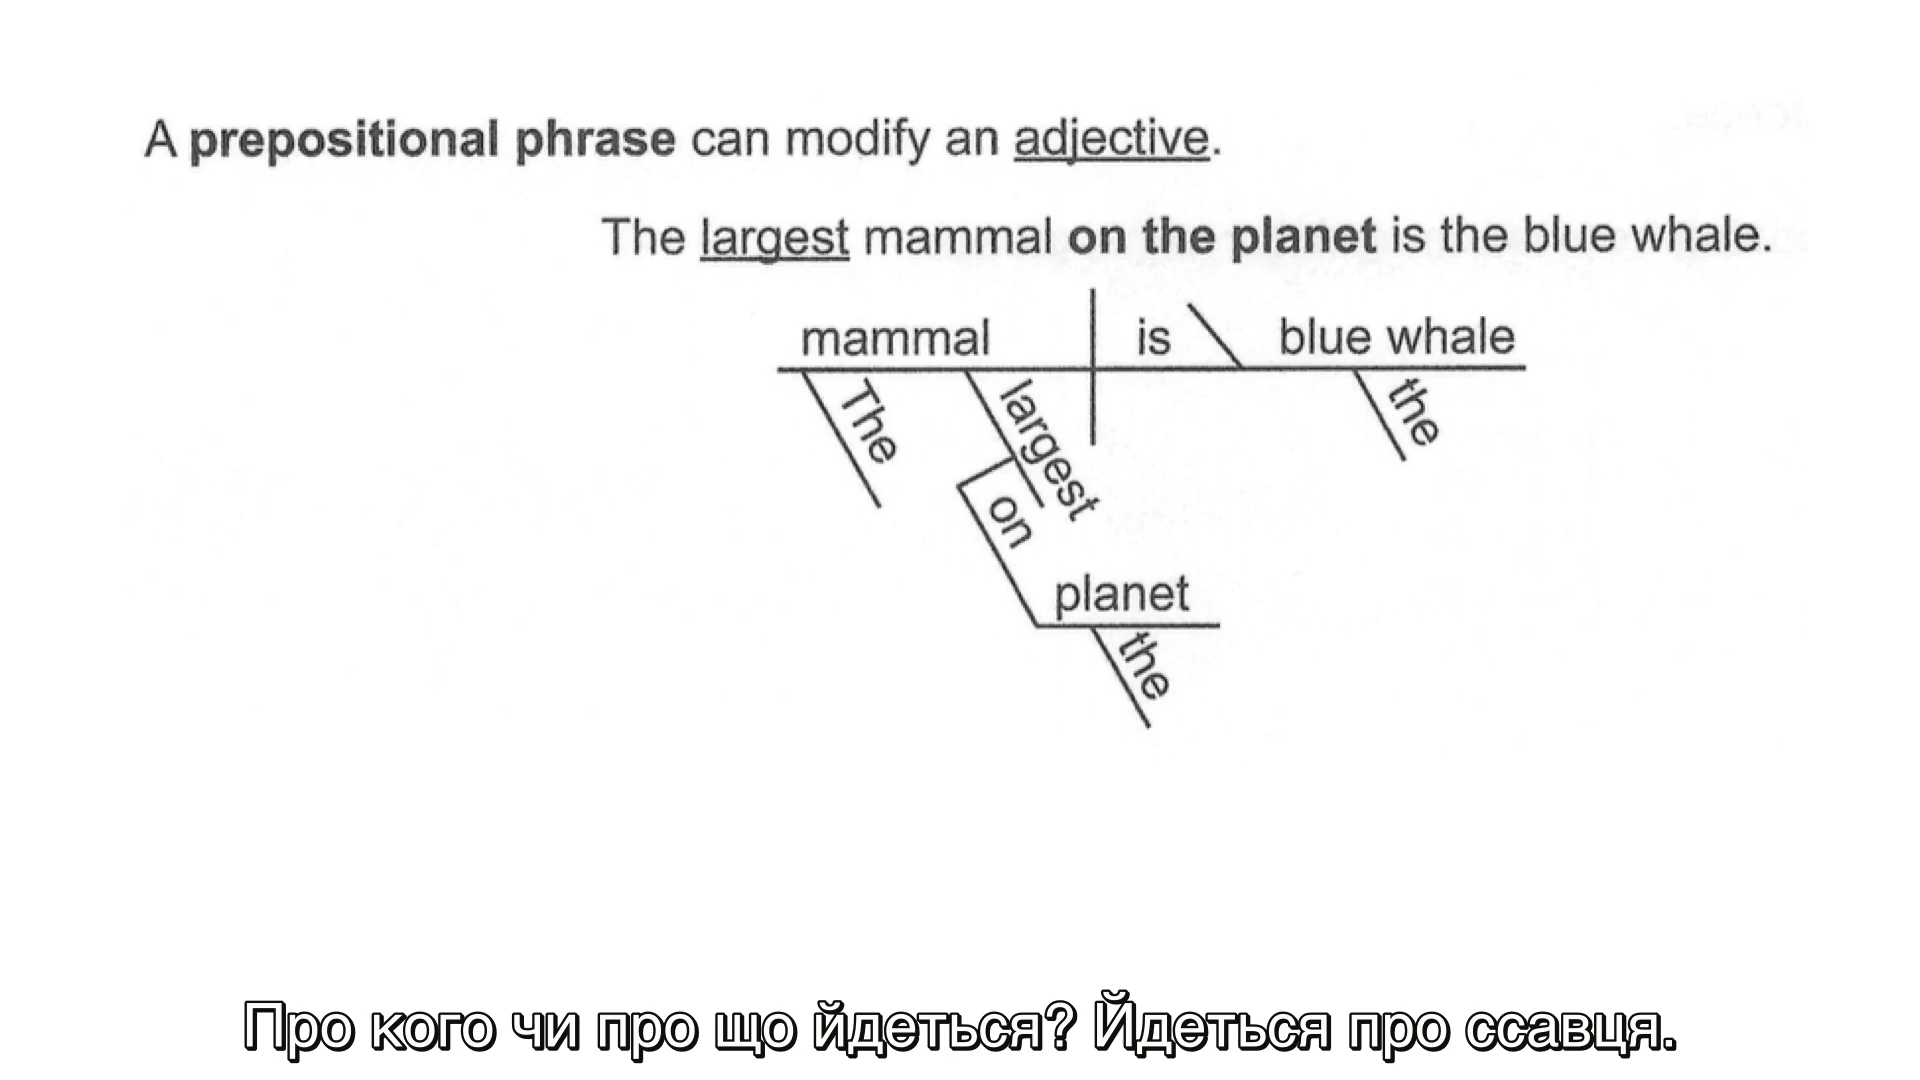 A prepositional phrase can modify an adjective.
The largest mammal on the planet is the blue whale.
mammal is blue whale
The largest the
on
planet
the
Про кого чи про що йдеться? Йдеться про ссавця.